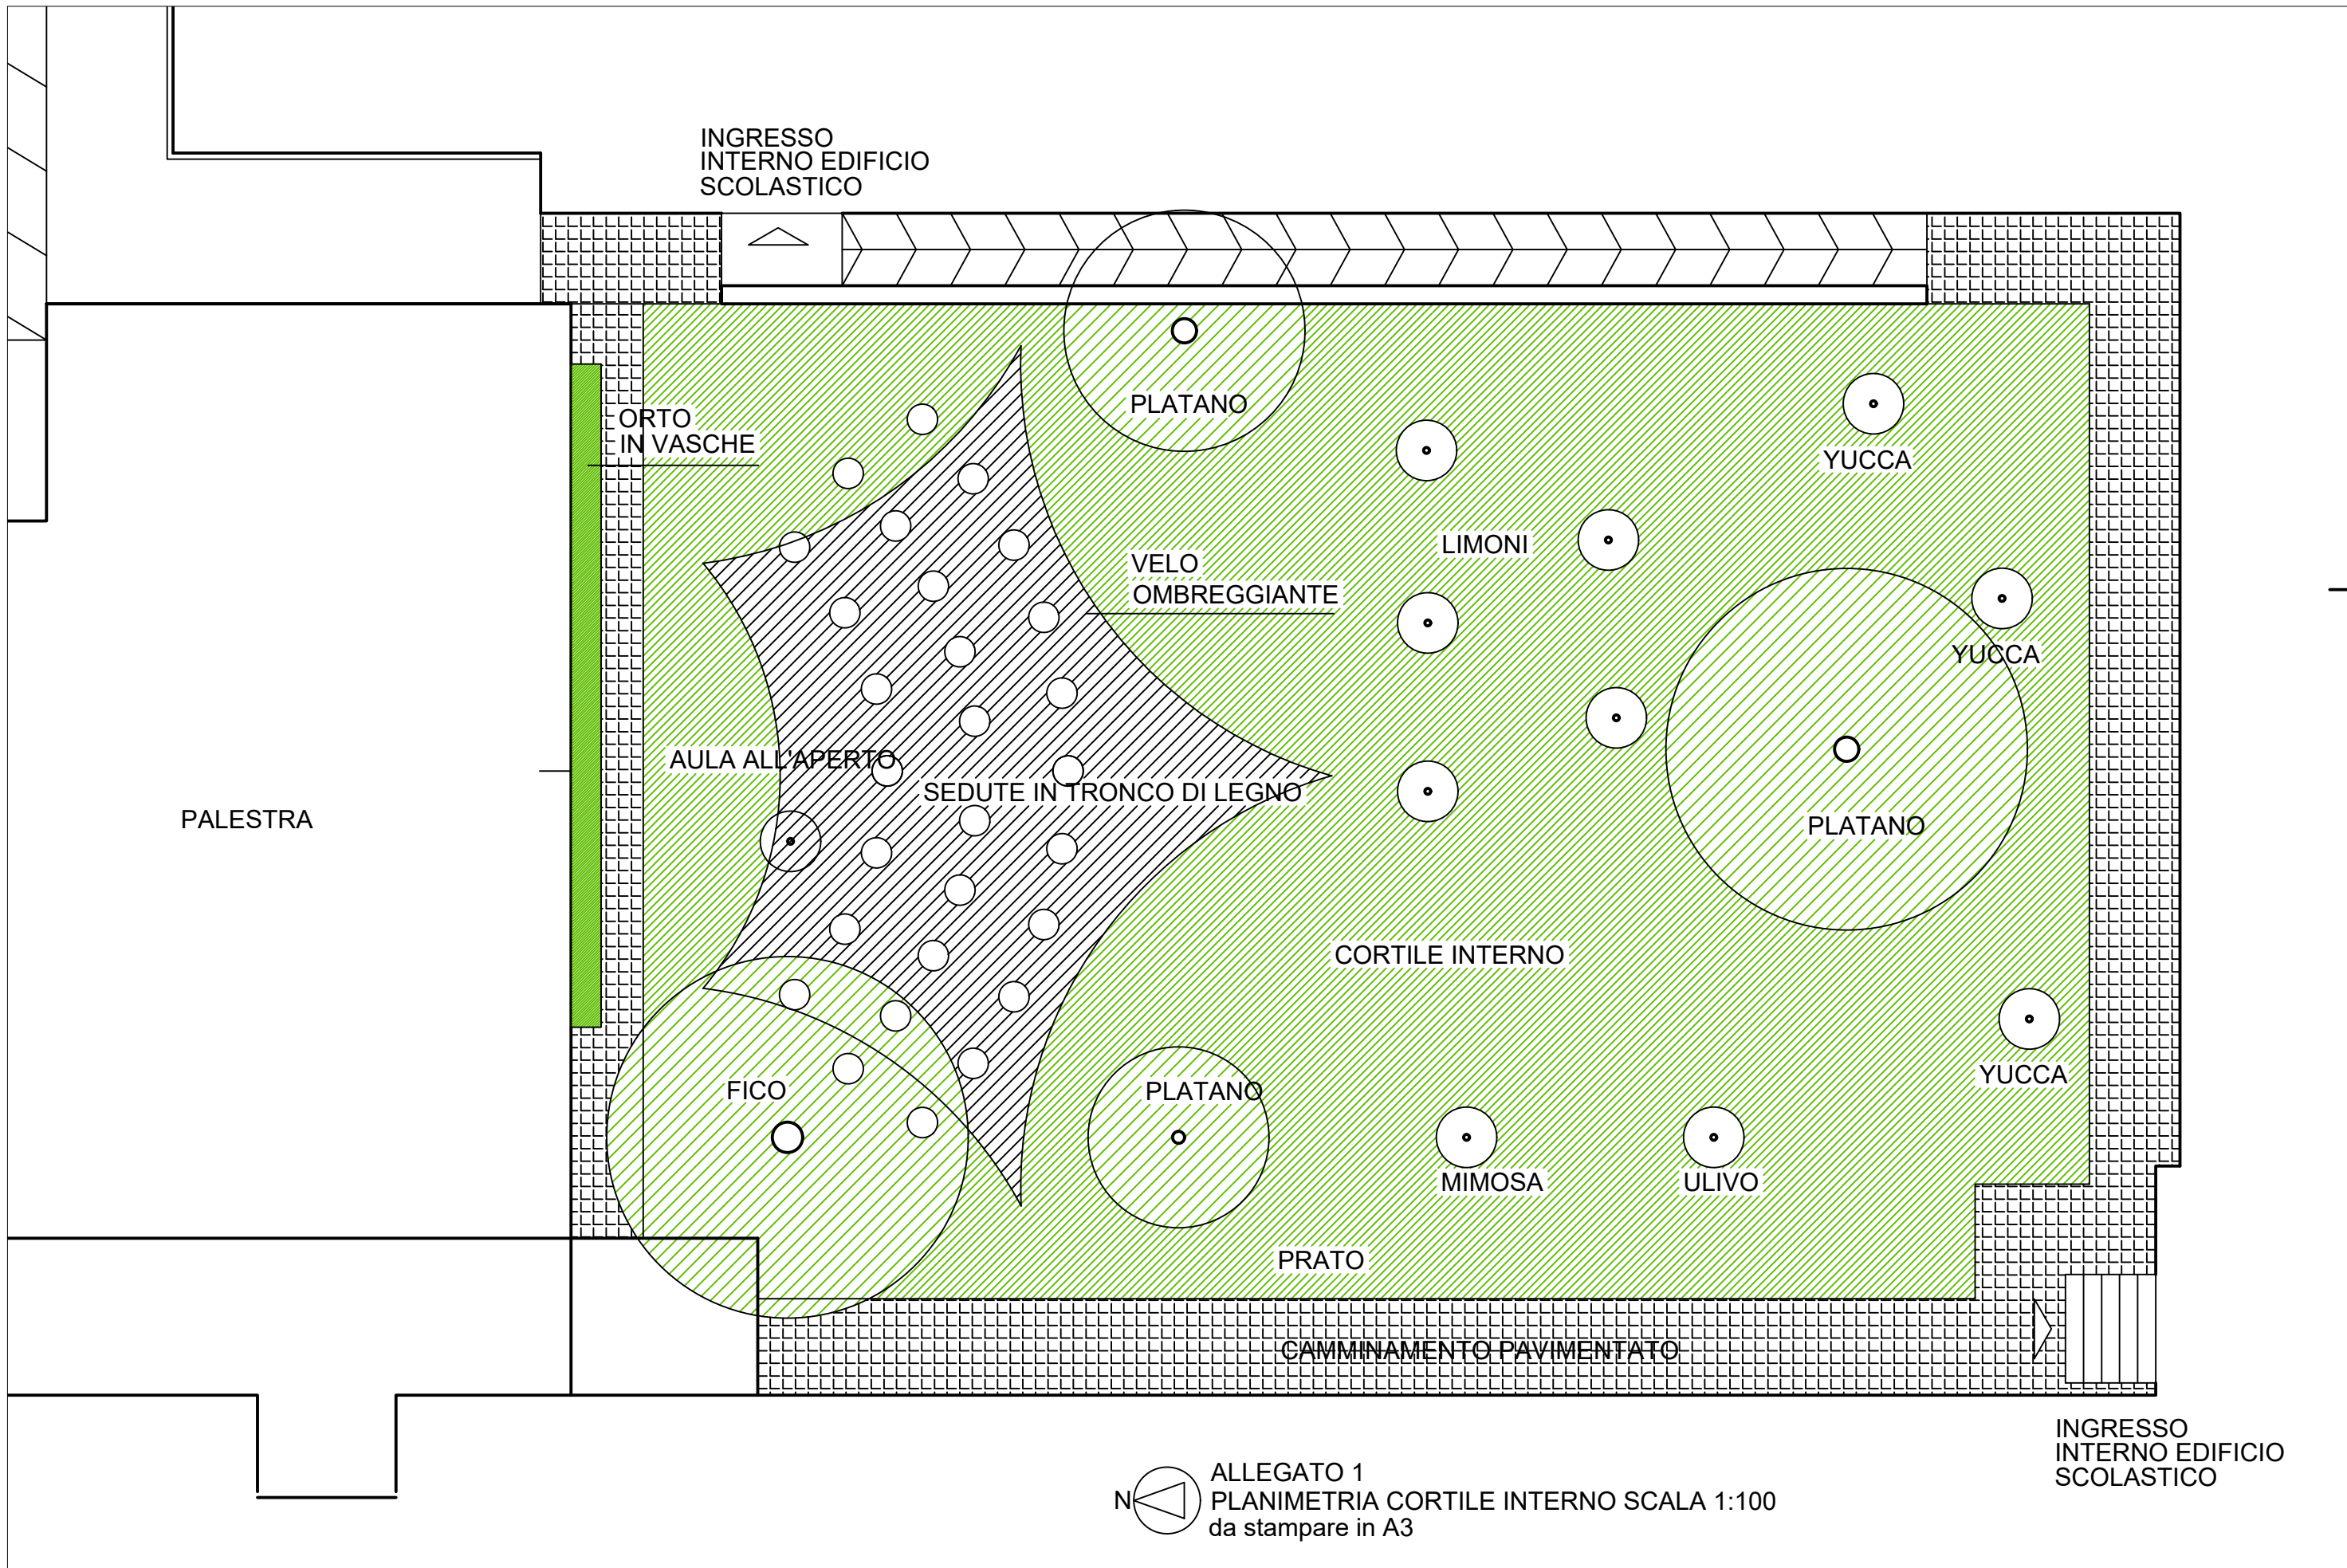 INGRESSO
INTERNO EDIFICIO
SCOLASTICO
PLATANO
ORTO
IN VASCHE
YUCCA
LIMONI
VELO
OMBREGGIANTE
YUCCA
AULA ALL'APERTO
SEDUTE IN TRONCO DI LEGNO
PALESTRA
PLATANO
CORTILE INTERNO
YUCCA
FICO
PLATANO
MIMOSA
ULIVO
PRATO
CAMMINAMENTO PAVIMENTATO
INGRESSO
INTERNO EDIFICIO
SCOLASTICO
N
ALLEGATO 1
PLANIMETRIA CORTILE INTERNO SCALA 1:100
da stampare in A3